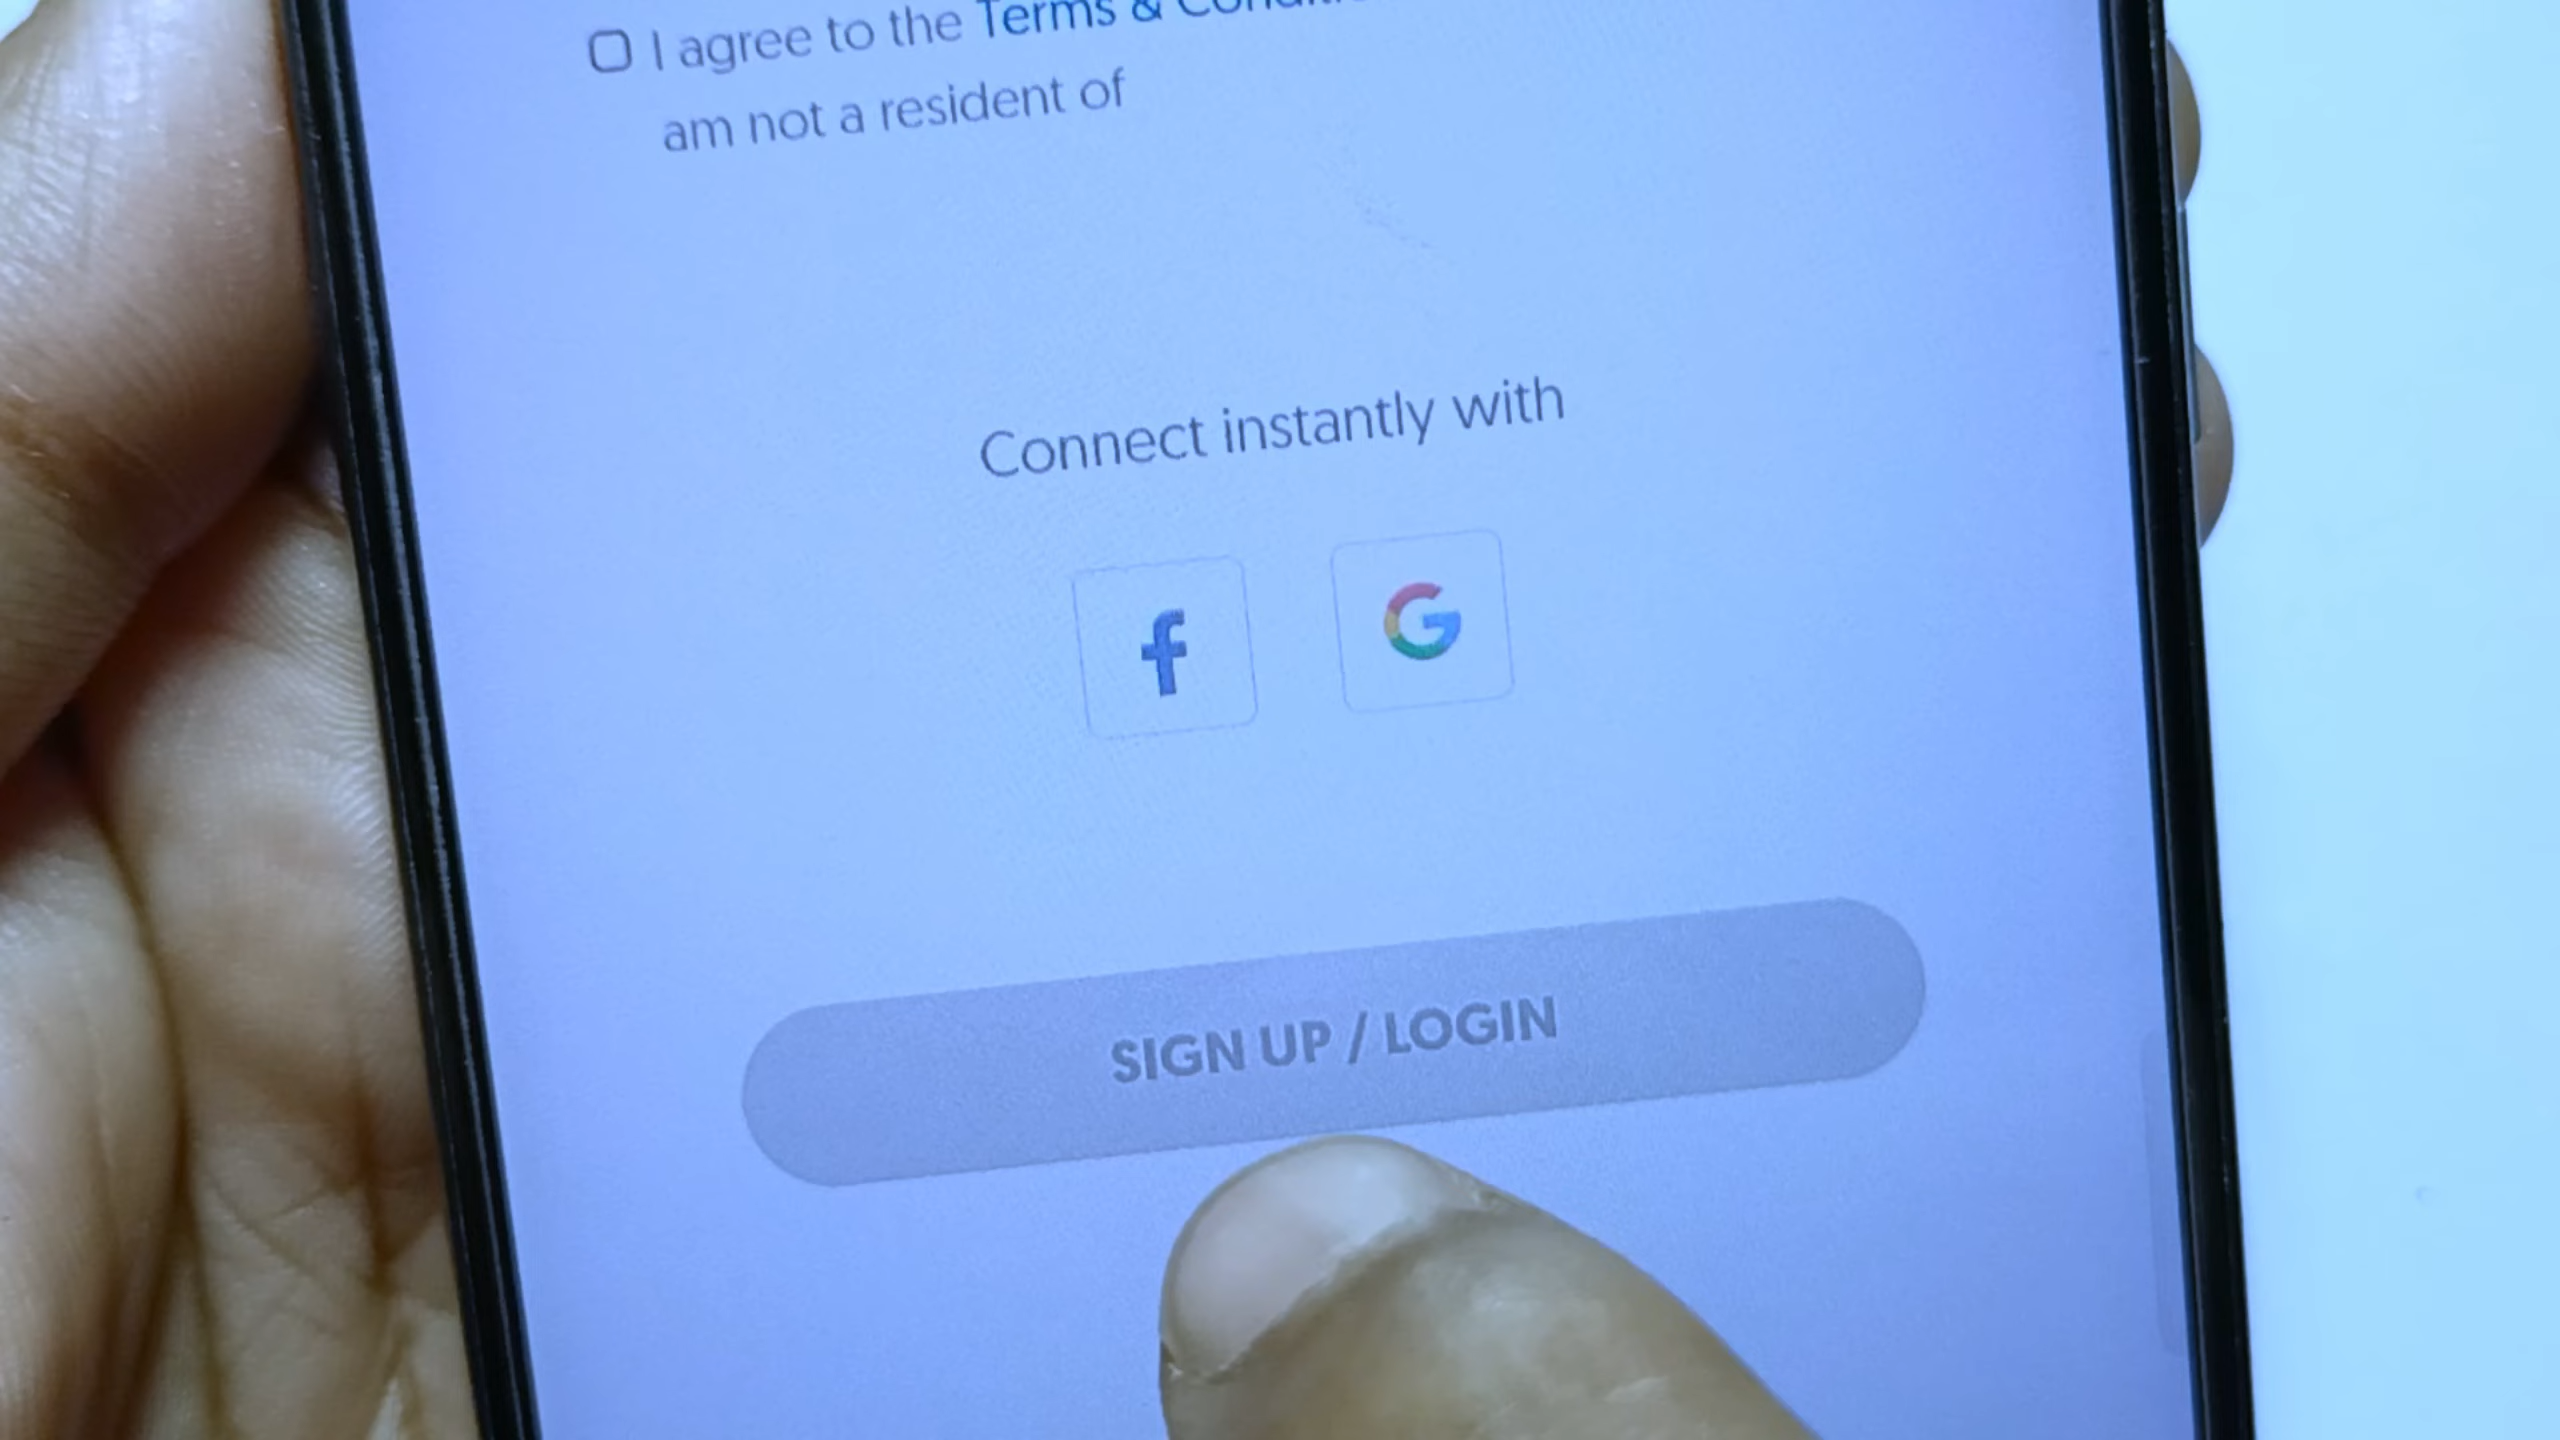 I agree to the Terms &
am not a resident of
Connect instantly with
f G
SIGN UP / LOGIN